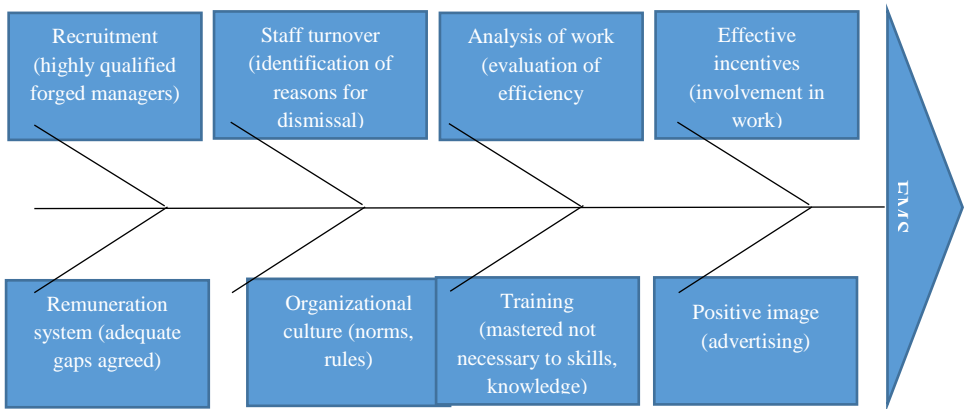 Recruitment
(highly qualified
forged managers)
Staff turnover
(identification of
reasons for
dismissal)
Analysis of work
(evaluation of
efficiency
Effective
incentives
(involvement in
work)
EMS
Remuneration
system (adequate
gaps agreed)
Organizational
culture (norms,
rules)
Training
(mastered not
necessary to skills,
knowledge)
Positive image
(advertising)